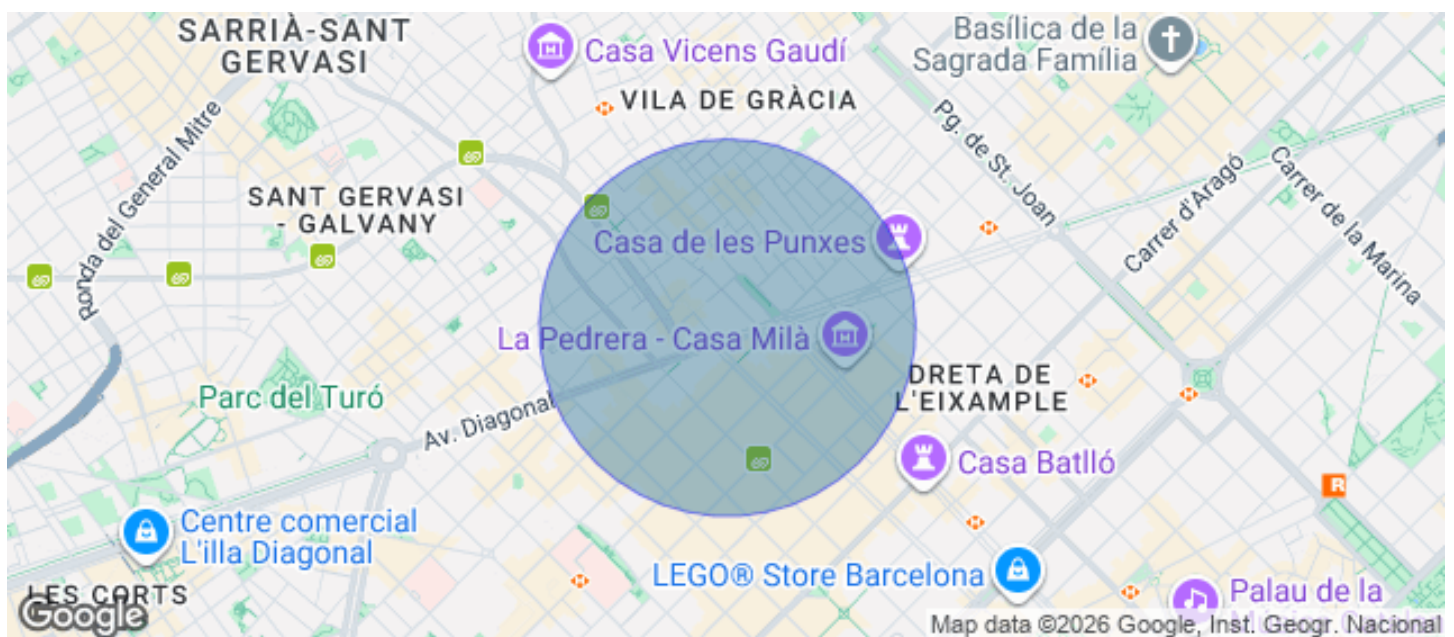 SARRIÀ-SANT
GERVASI
Casa Vicens Gaudí
Basílica de la
Sagrada Família
VILA DE GRÀCIA
Ronda del General Mitre
Pg. de St. Joan
Carrer d'Aragó
Carrer de la Marina
SANT GERVASI
- GALVANY
Casa de les Punxes
La Pedrera - Casa Milà
DRETA DE
L'EIXAMPLE
Parc del Turó
Av. Diagonal
Casa Batlló
R
Centre comercial
L'illa Diagonal
LEGO® Store Barcelona
LES CORTS
Palau de la
Google
Map data ©2026 Google, Inst. Geogr. Nacional